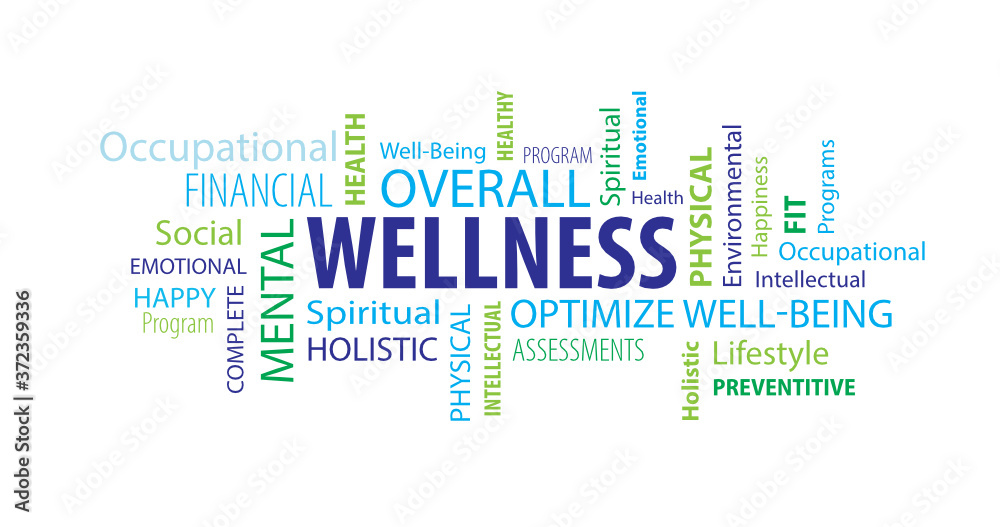 Occupational
FINANCIAL
HEALTH
Well-Being
HEALTHY
PROGRAM
OVERALL
Spiritual
Emotional
Health
PHYSICAL
Environmental
Happiness
FIT
Programs
Social
EMOTIONAL
HAPPY
Program
COMPLETE
MENTAL
WELLNESS
Occupational
Intellectual
Spiritual
HOLISTIC
PHYSICAL
INTELLECTUAL
OPTIMIZE WELL-BEING
ASSESSMENTS
Holistic
Lifestyle
PREVENTITIVE
Adobe Stock | #372359336
Adobe Stock